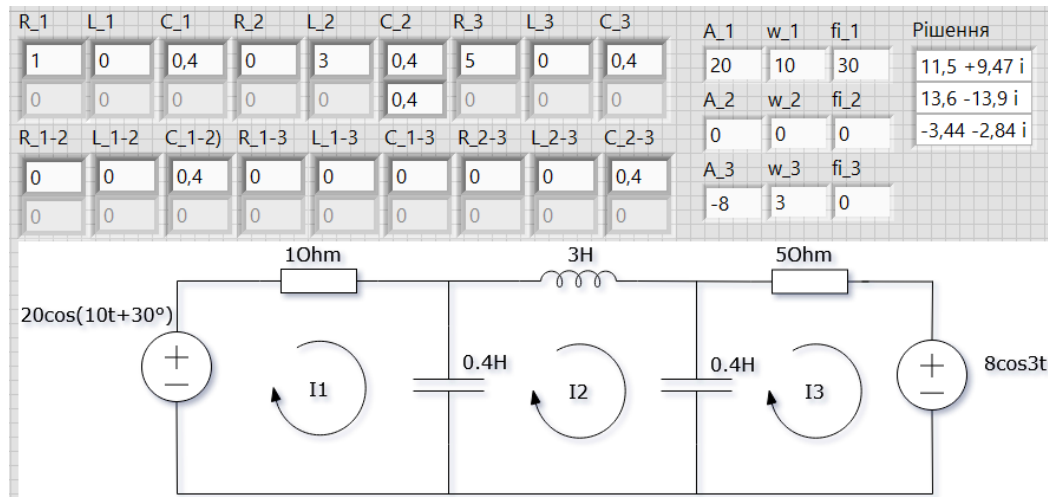 R_1 L_1 C_1 R_2 L_2 C_2 R_3 L_3 C_3
1 0 0,4 0 3 0,4 5 0 0,4
0 0 0 0 0 0,4 0 0 0
R_1-2 L_1-2 C_1-2) R_1-3 L_1-3 C_1-3 R_2-3 L_2-3 C_2-3
0 0 0,4 0 0 0 0 0 0,4
0 0 0 0 0 0 0 0 0
A_1 w_1 fi_1
20 10 30
A_2 w_2 fi_2
0 0 0
A_3 w_3 fi_3
-8 3 0
Рішення
11,5 +9,47 i
13,6 -13,9 i
-3,44 -2,84 i
1Ohm 3H 5Ohm
20cos(10t+30°)
0.4H 0.4H 8cos3t
I1 I2 I3